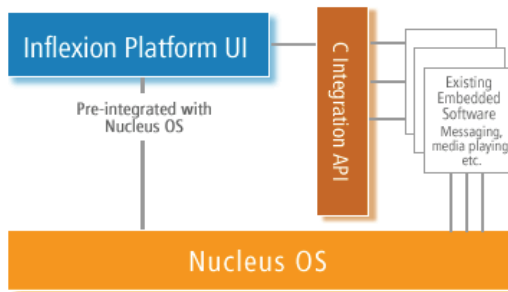 Inflexion Platform UI
C Integration API
Pre-integrated with
Nucleus OS
Existing
Embedded
Software
Messaging,
media playing
etc.
Nucleus OS